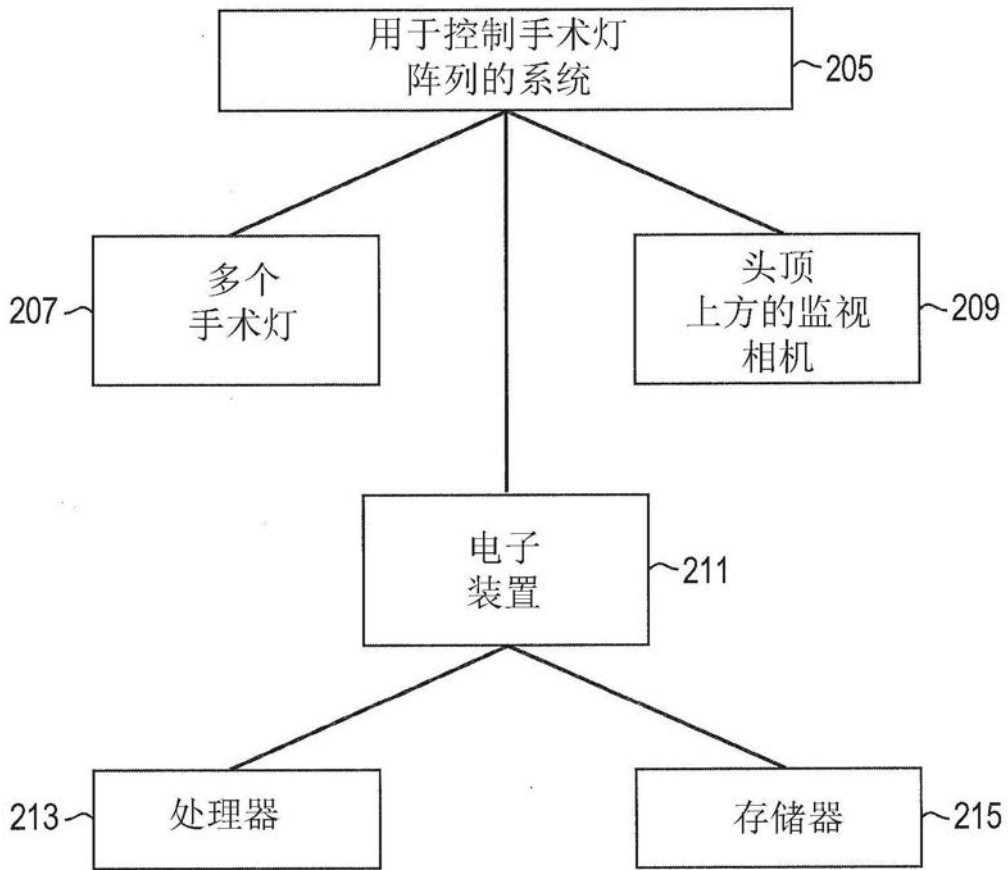 用于控制手术灯
阵列的系统
205
多个
手术灯
207
头顶
上方的监视
相机
209
电子
装置
211
处理器
213
存储器
215